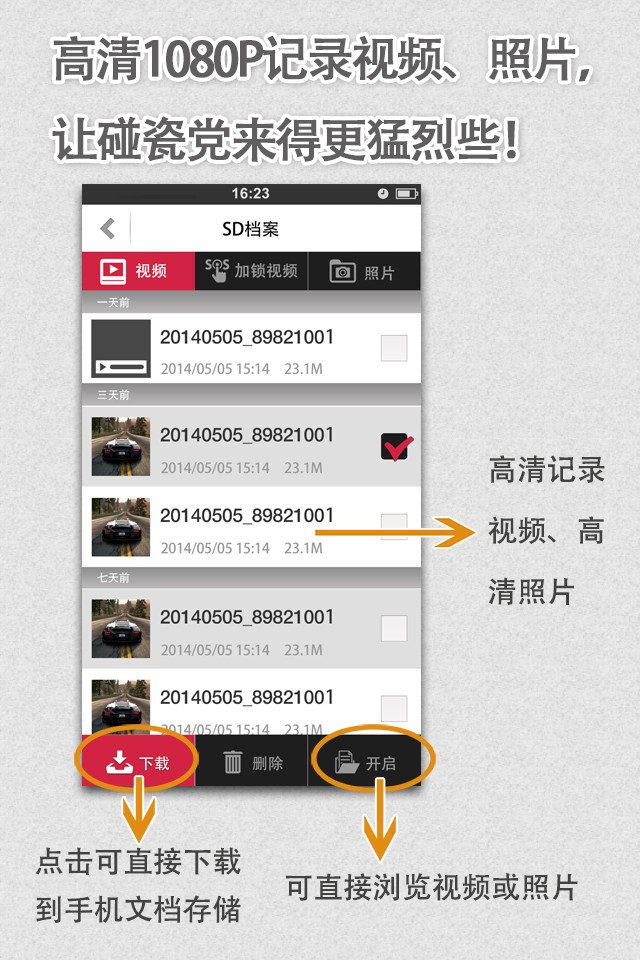 高清1080P记录视频、照片,
让碰瓷党来得更猛烈些!
16:23
SD档案
视频
SOS
加锁视频
照片
一天前
20140505_89821001
2014/05/05 15:14 23.1M
三天前
20140505_89821001
2014/05/05 15:14 23.1M
20140505_89821001
2014/05/05 15:14 23.1M
七天前
20140505_89821001
2014/05/05 15:14 23.1M
20140505_89821001
2014/05/05 15:14 23.1M
下载
删除
开启
高清记录
视频、高
清照片
点击可直接下载
到手机文档存储
可直接浏览视频或照片